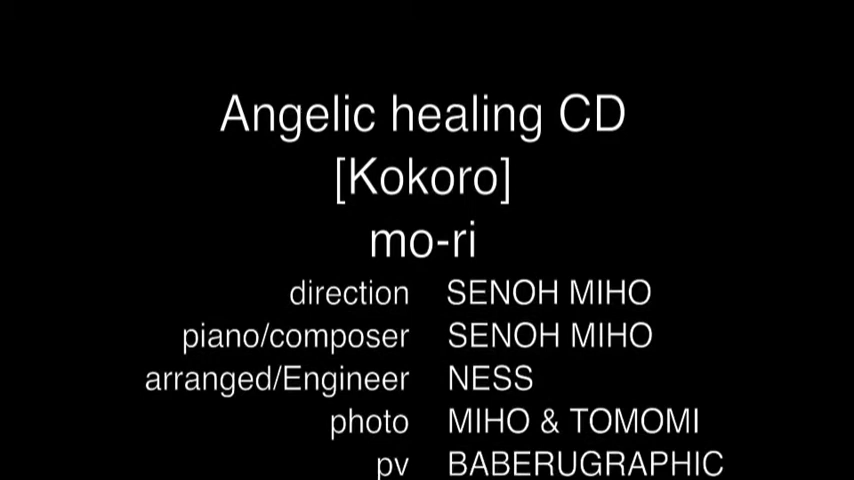 Angelic healing CD
[Kokoro]
mo-ri
direction SENOH MIHO
piano/composer SENOH MIHO
arranged/Engineer NESS
photo MIHO & TOMOMI
pv BABERUGRAPHIC